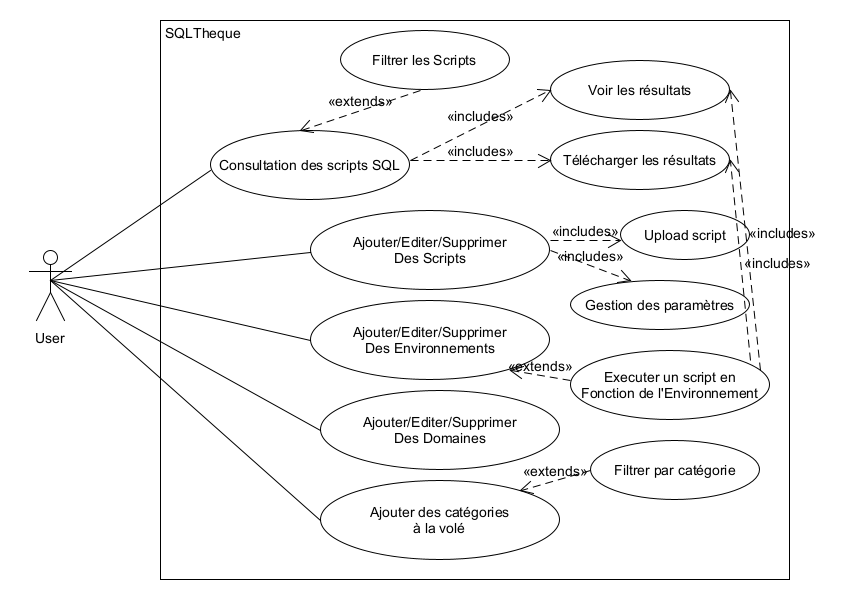 SQLTheque
Filtrer les Scripts
«extends»
Voir les résultats
«includes»
Consultation des scripts SQL
«includes»
Télécharger les résultats
Ajouter/Editer/Supprimer
Des Scripts
«includes»
Upload script
«includes»
«includes»
Gestion des paramètres
«includes»
User
Ajouter/Editer/Supprimer
Des Environnements
«extends»
Executer un script en
Fonction de l'Environnement
Ajouter/Editer/Supprimer
Des Domaines
«extends»
Filtrer par catégorie
Ajouter des catégories
à la volé